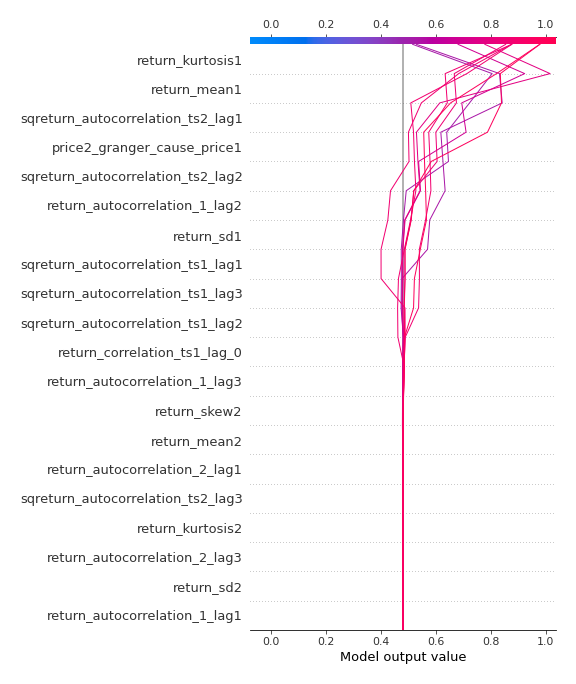 0.0 0.2 0.4 0.6 0.8 1.0
return_kurtosis1
return_mean1
sqreturn_autocorrelation_ts2_lag1
price2_granger_cause_price1
sqreturn_autocorrelation_ts2_lag2
return_autocorrelation_1_lag2
return_sd1
sqreturn_autocorrelation_ts1_lag1
sqreturn_autocorrelation_ts1_lag3
sqreturn_autocorrelation_ts1_lag2
return_correlation_ts1_lag_0
return_autocorrelation_1_lag3
return_skew2
return_mean2
return_autocorrelation_2_lag1
sqreturn_autocorrelation_ts2_lag3
return_kurtosis2
return_autocorrelation_2_lag3
return_sd2
return_autocorrelation_1_lag1
0.0 0.2 0.4 0.6 0.8 1.0
Model output value